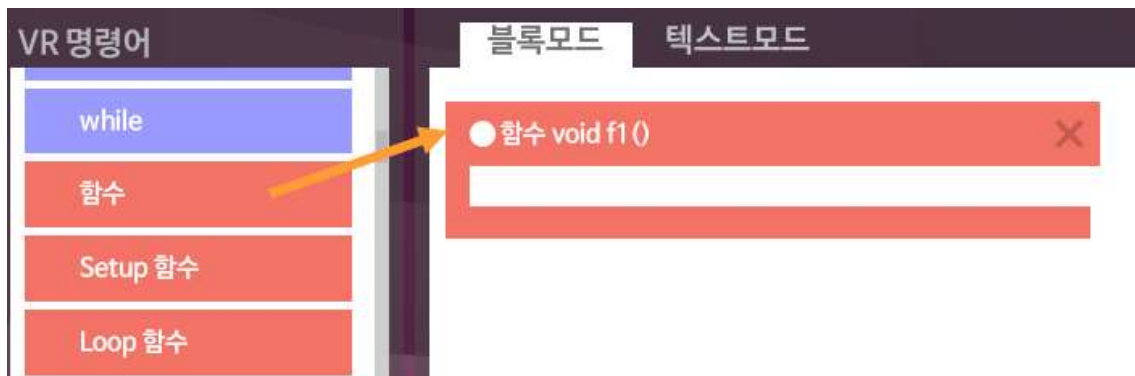 VR 명령어
블록모드
텍스트모드
while
함수
Setup 함수
Loop 함수
함수 void f1 ()